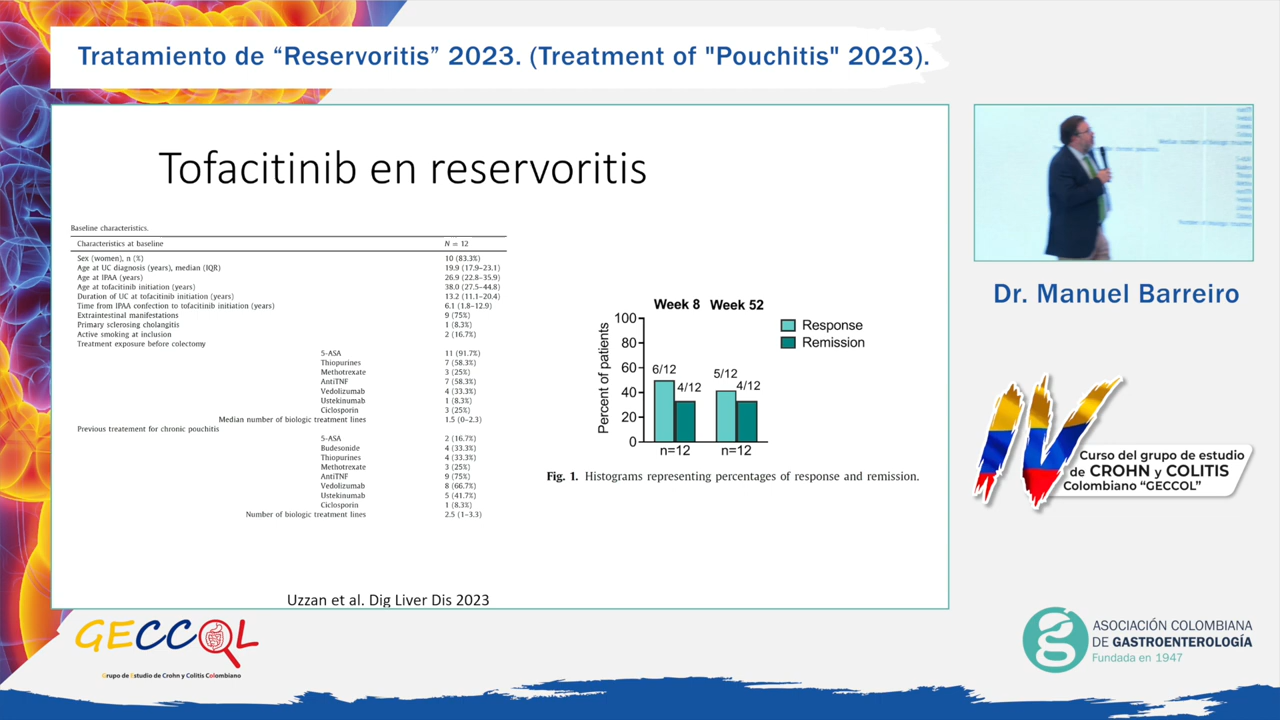 Tratamiento de “Reservoritis” 2023. (Treatment of "Pouchitis" 2023).
Tofacitinib en reservoritis
Baseline characteristics.
Characteristics at baseline N = 12
Sex (women), n (%) 10 (83.3%)
Age at UC diagnosis (years), median (IQR) 19.9 (17.9–23.1)
Age at IPAA (years) 26.9 (22.8–35.9)
Age at tofacitinib initiation (years) 38.0 (27.5–44.8)
Duration of UC at tofacitinib initiation (years) 13.2 (11.1–20.4)
Time from IPAA confection to tofacitinib initiation (years) 6.1 (1.8–12.9)
Extraintestinal manifestations 9 (75%)
Primary sclerosing cholangitis 1 (8.3%)
Active smoking at inclusion 2 (16.7%)
Treatment exposure before colectomy
5-ASA 11 (91.7%)
Thiopurines 7 (58.3%)
Methotrexate 3 (25%)
AntiTNF 7 (58.3%)
Vedolizumab 4 (33.3%)
Ustekinumab 1 (8.3%)
Ciclosporin 3 (25%)
Median number of biologic treatment lines 1.5 (0–2.3)
Previous treatement for chronic pouchitis
5-ASA 2 (16.7%)
Budesonide 4 (33.3%)
Thiopurines 4 (33.3%)
Methotrexate 3 (25%)
AntiTNF 9 (75%)
Vedolizumab 8 (66.7%)
Ustekinumab 5 (41.7%)
Ciclosporin 1 (8.3%)
Number of biologic treatment lines 2.5 (1–3.3)
Uzzan et al. Dig Liver Dis 2023
Week 8 Week 52
Percent of patients
100
80
60
40
20
0
6/12
4/12
5/12
4/12
n=12 n=12
Response
Remission
Fig. 1. Histograms representing percentages of response and remission.
Dr. Manuel Barreiro
IV
Curso del grupo de estudio
de CROHN y COLITIS
Colombiano “GECCOL”
GECCOL
Grupo de Estudio de Crohn y Colitis Colombiano
ASOCIACIÓN COLOMBIANA
DE GASTROENTEROLOGÍA
Fundada en 1947